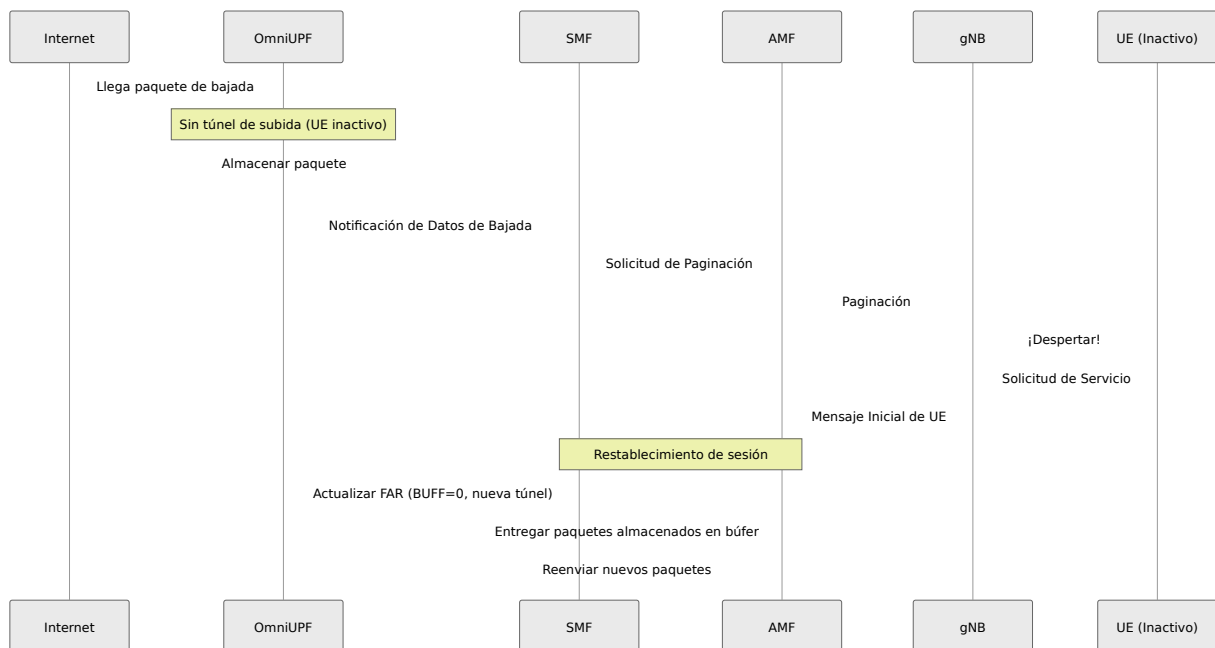 Internet
OmniUPF
SMF
AMF
gNB
UE (Inactivo)
Llega paquete de bajada
Sin túnel de subida (UE inactivo)
Almacenar paquete
Notificación de Datos de Bajada
Solicitud de Paginación
Paginación
¡Despertar!
Solicitud de Servicio
Mensaje Inicial de UE
Restablecimiento de sesión
Actualizar FAR (BUFF=0, nueva túnel)
Entregar paquetes almacenados en búfer
Reenviar nuevos paquetes
Internet
OmniUPF
SMF
AMF
gNB
UE (Inactivo)